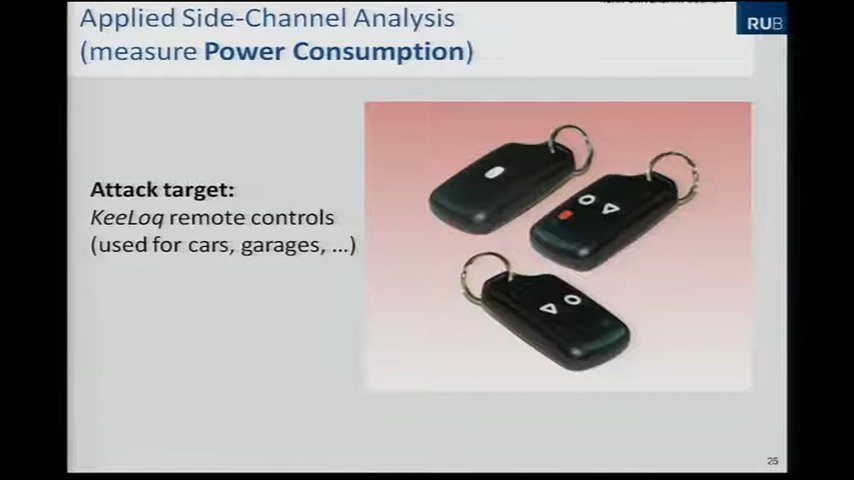 Applied Side-Channel Analysis
(measure Power Consumption)
RUB
Attack target:
KeeLoq remote controls
(used for cars, garages, ...)
25